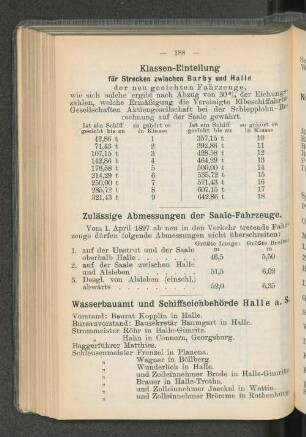 — 188 —
Klassen-Einteilung
für Strecken zwischen Barby und Halle
der neu geeichten Fahrzeuge,
wie sich solche ergibt nach Abzug von 30% der Eichungs-
zahlen, welche Ermäßigung die Vereinigte Elbeschiffahrts-
Gesellschaften Aktiengesellschaft bei der Schlepplohn-Be-
rechnung auf der Saale gewährt.
Ist ein Schiff so gehört es Ist ein Schiff so gehört es
geeicht bis zu in Klasse geeicht bis zu in Klasse
42,86 t 1 357,15 t 10
71,43 t 2 392,86 t 11
107,15 t 3 428,58 t 12
142,86 t 4 464,29 t 13
178,58 t 5 500,00 t 14
214,29 t 6 535,72 t 15
250,00 t 7 571,43 t 16
285,72 t 8 607,15 t 17
321,43 t 9 642,86 t 18
Zulässige Abmessungen der Saale-Fahrzeuge.
Vom 1. April 1897 ab neu in den Verkehr tretende Fahr-
zeuge dürfen folgende Abmessungen nicht überschreiten:
Grösste Länge: Grösste Breite:
m m
1. auf der Unstrut und der Saale
oberhalb Halle 46,5 5,50
2. auf der Saale zwischen Halle
und Alsleben 51,5 6,02
Desgl. von Alsleben (einschl.)
abwärts 52,0 6,35
Wasserbauamt und Schiffseichbehörde Halle a. S.
Vorstand: Baurat Kopplin in Halle.
Bureauvorstand: Bausekretär Baumgart in Halle.
Strommeister Röhr in Halle-Gimritz.
" Hahn in Cönnern, Georgsburg.
Baggerführer Matthies.
Schleusenmeister Frenzel in Planena.
" Wagner in Böllberg
" Wunderlich in Halle.
" und Zolleinnehmer Brode in Halle-Gimritz
" Brauer in Halle-Trotha.
" und Zolleinnehmer Jaeckel in Wettin.
" und Zolleinnehmer Brömme in Rothenburg